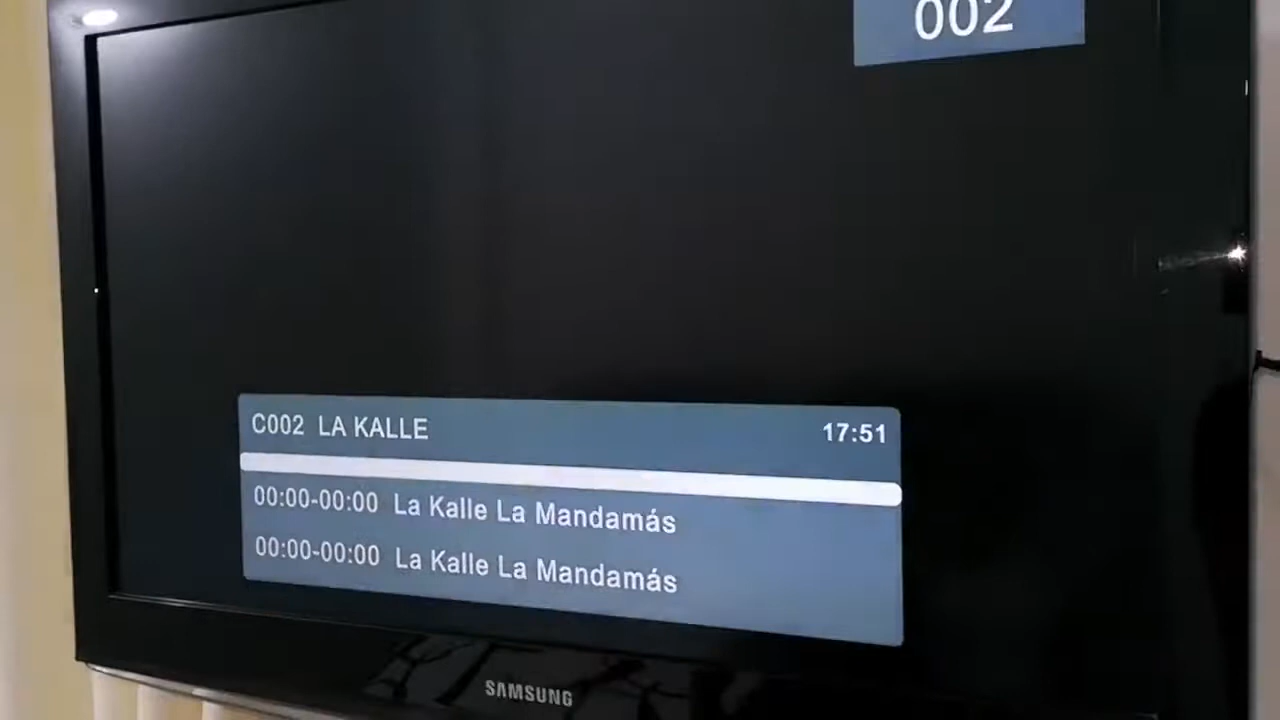 002
C002 LA KALLE 17:51
00:00-00:00 La Kalle La Mandamás
00:00-00:00 La Kalle La Mandamás
SAMSUNG